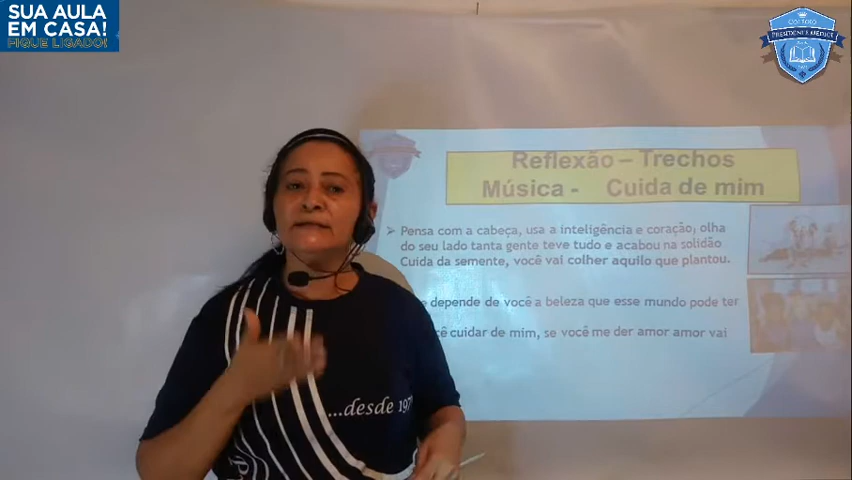 SUA AULA
EM CASA!
FIQUE LIGADO!
COLÉGIO
PRESIDENTE MÉDICE
Reflexão – Trechos
Música - Cuida de mim
➢ Pensa com a cabeça, usa a inteligência e coração, olha
do seu lado tanta gente teve tudo e acabou na solidão
Cuida da semente, você vai colher aquilo que plantou.
depende de você a beleza que esse mundo pode ter
cuidar de mim, se você me der amor amor vai
...desde